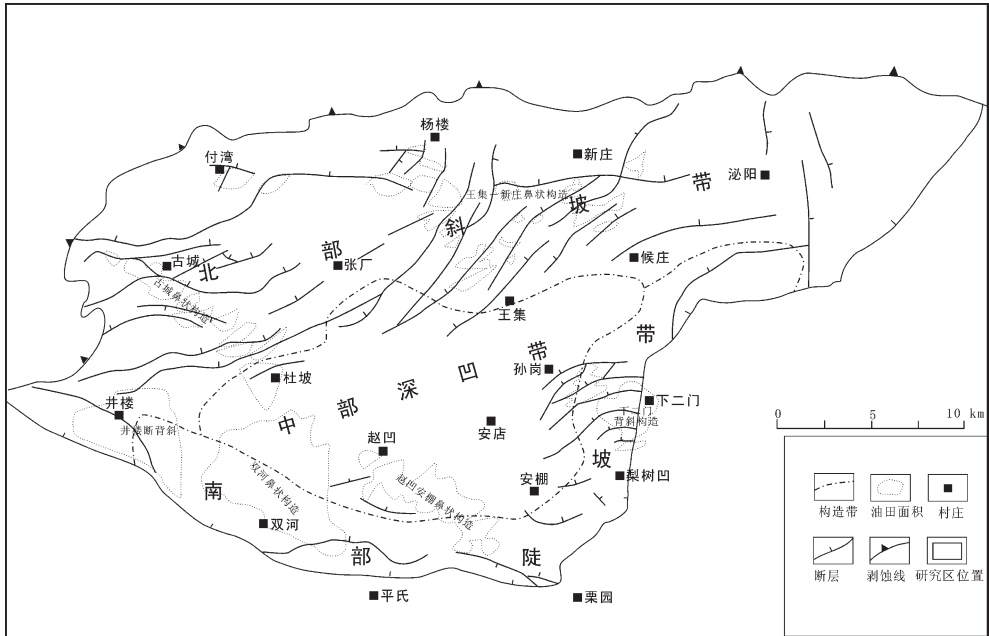 杨楼
付湾
新庄
泌阳
王集一新庄鼻状构造
北部斜坡带
古城
张厂
候庄
古城鼻状构造
王集
孙岗
杜坡
下二门
下二门
背斜构造
井楼
井楼断背斜
中部深凹带
赵凹
安店
安棚
梨树凹
双河鼻状构造
赵凹安棚鼻状构造
双河
南部陡坡带
平氏
栗园
0 5 10 km
构造带 油田面积 村庄
断层 剥蚀线 研究区位置